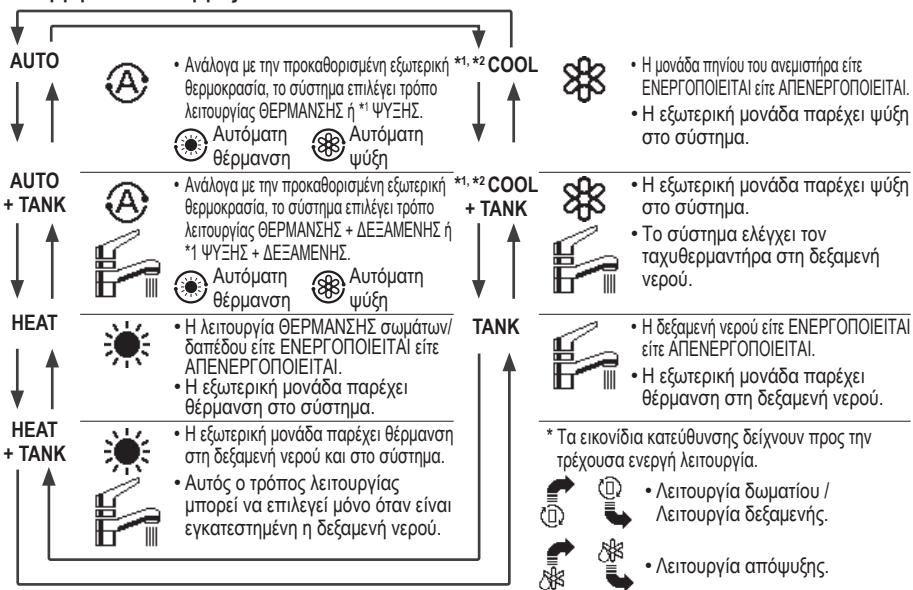 AUTO
• Ανάλογα με την προκαθορισμένη εξωτερική
θερμοκρασία, το σύστημα επιλέγει τρόπο
λειτουργίας ΘΕΡΜΑΝΣΗΣ ή *1 ΨΥΞΗΣ.
Αυτόματη
θέρμανση
Αυτόματη
ψύξη
AUTO
+ TANK
• Ανάλογα με την προκαθορισμένη εξωτερική
θερμοκρασία, το σύστημα επιλέγει τρόπο
λειτουργίας ΘΕΡΜΑΝΣΗΣ + ΔΕΞΑΜΕΝΗΣ ή
*1 ΨΥΞΗΣ + ΔΕΞΑΜΕΝΗΣ.
Αυτόματη
θέρμανση
Αυτόματη
ψύξη
HEAT
• Η λειτουργία ΘΕΡΜΑΝΣΗΣ σωμάτων/
δαπέδου είτε ΕΝΕΡΓΟΠΟΙΕΙΤΑΙ είτε
ΑΠΕΝΕΡΓΟΠΟΙΕΙΤΑΙ.
• Η εξωτερική μονάδα παρέχει
θέρμανση στο σύστημα.
HEAT
+ TANK
• Η εξωτερική μονάδα παρέχει θέρμανση
στη δεξαμενή νερού και στο σύστημα.
• Αυτός ο τρόπος λειτουργίας
μπορεί να επιλεγεί μόνο όταν είναι
εγκατεστημένη η δεξαμενή νερού.
*1, *2 COOL
• Η μονάδα πηνίου του ανεμιστήρα είτε
ΕΝΕΡΓΟΠΟΙΕΙΤΑΙ είτε ΑΠΕΝΕΡΓΟΠΟΙΕΙΤΑΙ.
• Η εξωτερική μονάδα παρέχει ψύξη
στο σύστημα.
*1, *2 COOL
+ TANK
• Η εξωτερική μονάδα παρέχει ψύξη
στο σύστημα.
• Το σύστημα ελέγχει τον
ταχυθερμαντήρα στη δεξαμενή
νερού.
TANK
• Η δεξαμενή νερού είτε ΕΝΕΡΓΟΠΟΙΕΙΤΑΙ
είτε ΑΠΕΝΕΡΓΟΠΟΙΕΙΤΑΙ.
• Η εξωτερική μονάδα παρέχει
θέρμανση στη δεξαμενή νερού.
* Τα εικονίδια κατεύθυνσης δείχνουν προς την
τρέχουσα ενεργή λειτουργία.
• Λειτουργία δωματίου /
Λειτουργία δεξαμενής.
• Λειτουργία απόψυξης.